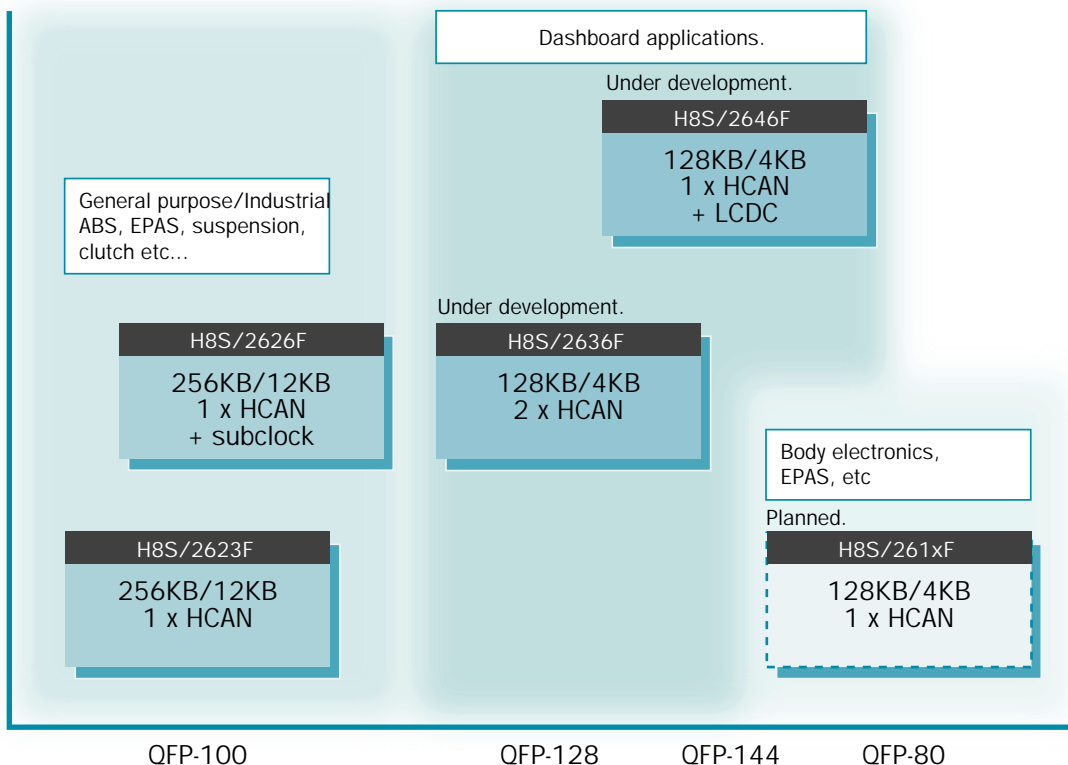 Dashboard applications.
Under development.
H8S/2646F
128KB/4KB
1 x HCAN
+ LCDC
General purpose/Industrial
ABS, EPAS, suspension,
clutch etc...
Under development.
H8S/2626F
256KB/12KB
1 x HCAN
+ subclock
H8S/2636F
128KB/4KB
2 x HCAN
Body electronics,
EPAS, etc
Planned.
H8S/2623F
256KB/12KB
1 x HCAN
H8S/261xF
128KB/4KB
1 x HCAN
QFP-100
QFP-128
QFP-144
QFP-80